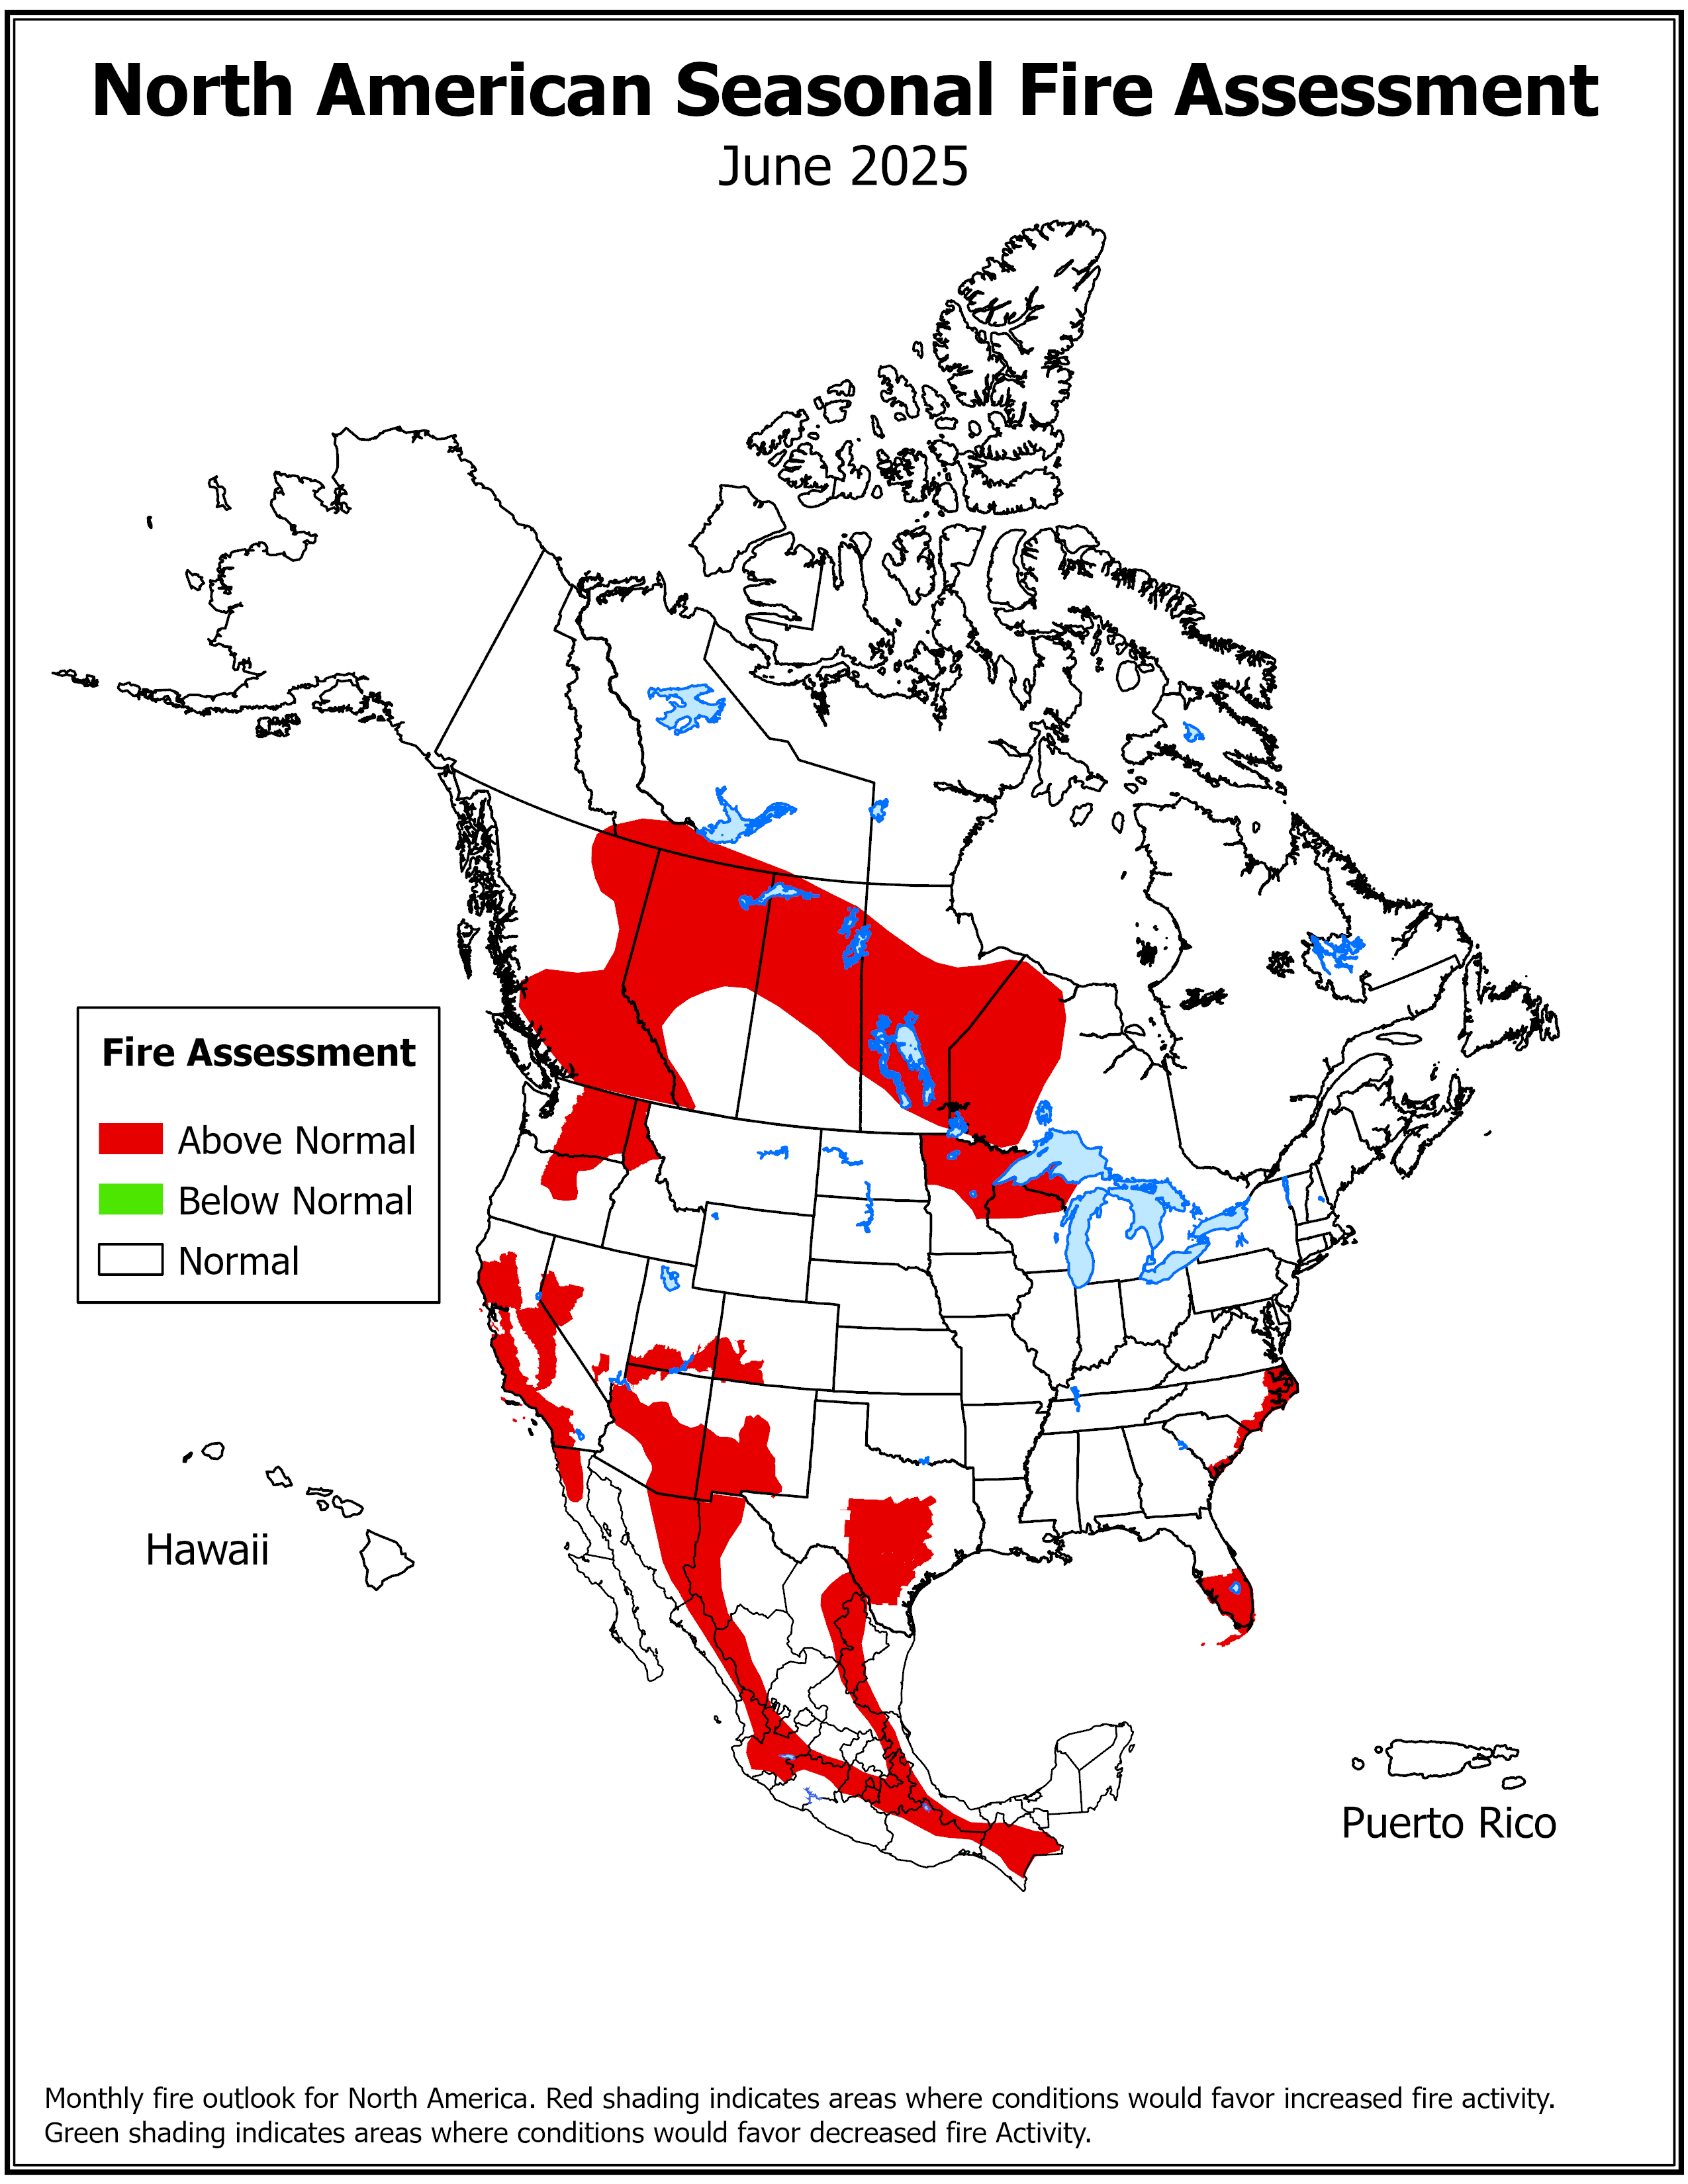 North American Seasonal Fire Assessment
June 2025
Fire Assessment
Above Normal
Below Normal
Normal
Hawaii
Puerto Rico
Monthly fire outlook for North America. Red shading indicates areas where conditions would favor increased fire activity.
Green shading indicates areas where conditions would favor decreased fire Activity.